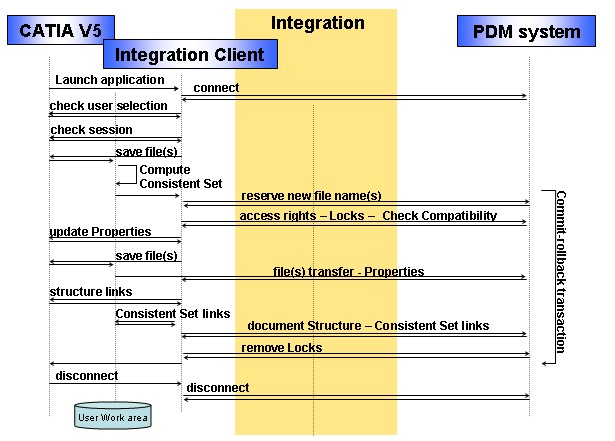 Integration
CATIA V5
PDM system
Integration Client
Launch application
connect
check user selection
check session
save file(s)
Compute
Consistent Set
reserve new file name(s)
access rights – Locks – Check Compatibility
update Properties
save file(s)
file(s) transfer - Properties
structure links
Consistent Set links
document Structure – Consistent Set links
remove Locks
Commit-rollback transaction
disconnect
disconnect
User Work area